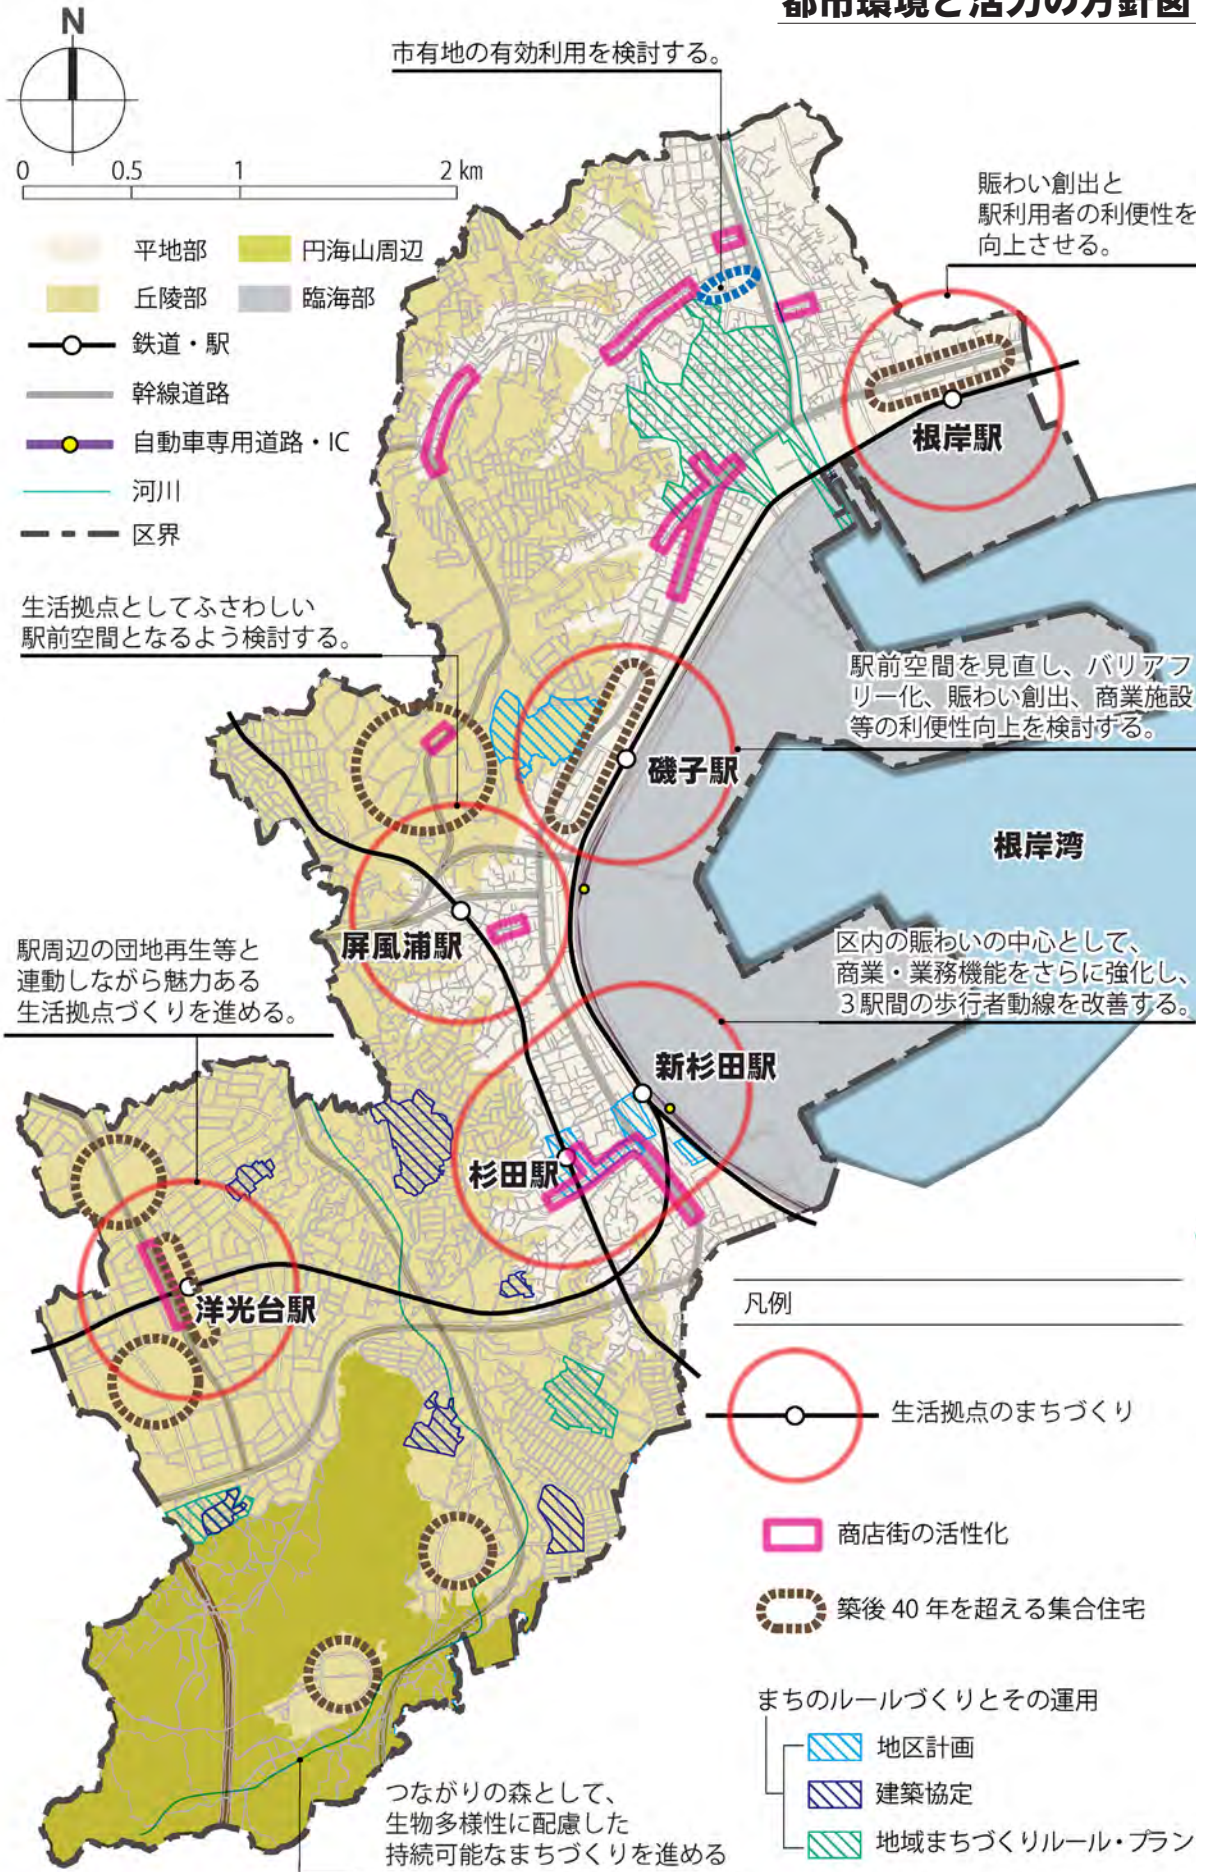 都市環境と活力の方針図
N
市有地の有効利用を検討する。
0 0.5 1 2 km
賑わい創出と
駅利用者の利便性を
向上させる。
平地部 円海山周辺
丘陵部 臨海部
鉄道・駅
幹線道路
自動車専用道路・IC
河川
区界
根岸駅
生活拠点としてふさわしい
駅前空間となるよう検討する。
駅前空間を見直し、バリアフ
リー化、賑わい創出、商業施設
等の利便性向上を検討する。
磯子駅
根岸湾
屏風浦駅
駅周辺の団地再生等と
連動しながら魅力ある
生活拠点づくりを進める。
区内の賑わいの中心として、
商業・業務機能をさらに強化し、
3駅間の歩行者動線を改善する。
新杉田駅
杉田駅
洋光台駅
凡例
生活拠点のまちづくり
商店街の活性化
築後 40 年を超える集合住宅
まちのルールづくりとその運用
地区計画
建築協定
地域まちづくりルール・プラン
つながりの森として、
生物多様性に配慮した
持続可能なまちづくりを進める